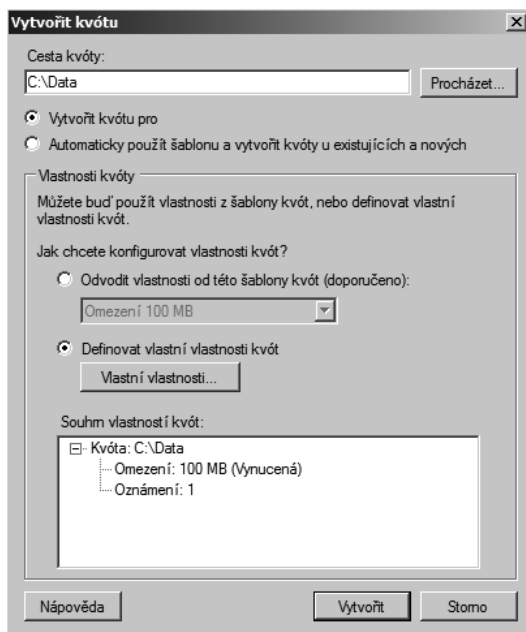 Vytvořit kvótu
Cesta kvóty:
C:\Data
Procházet...
Vytvořit kvótu pro
Automaticky použít šablonu a vytvořit kvóty u existujících a nových
Vlastnosti kvóty
Můžete buď použít vlastnosti z šablony kvót, nebo definovat vlastní
vlastnosti kvót.
Jak chcete konfigurovat vlastnosti kvót?
Odvodit vlastnosti od této šablony kvót (doporučeno):
Omezení 100 MB
Definovat vlastní vlastnosti kvót
Vlastní vlastnosti...
Souhrn vlastností kvót:
Kvóta: C:\Data
Omezení: 100 MB (Vynucená)
Oznámení: 1
Nápověda
Vytvořit
Storno